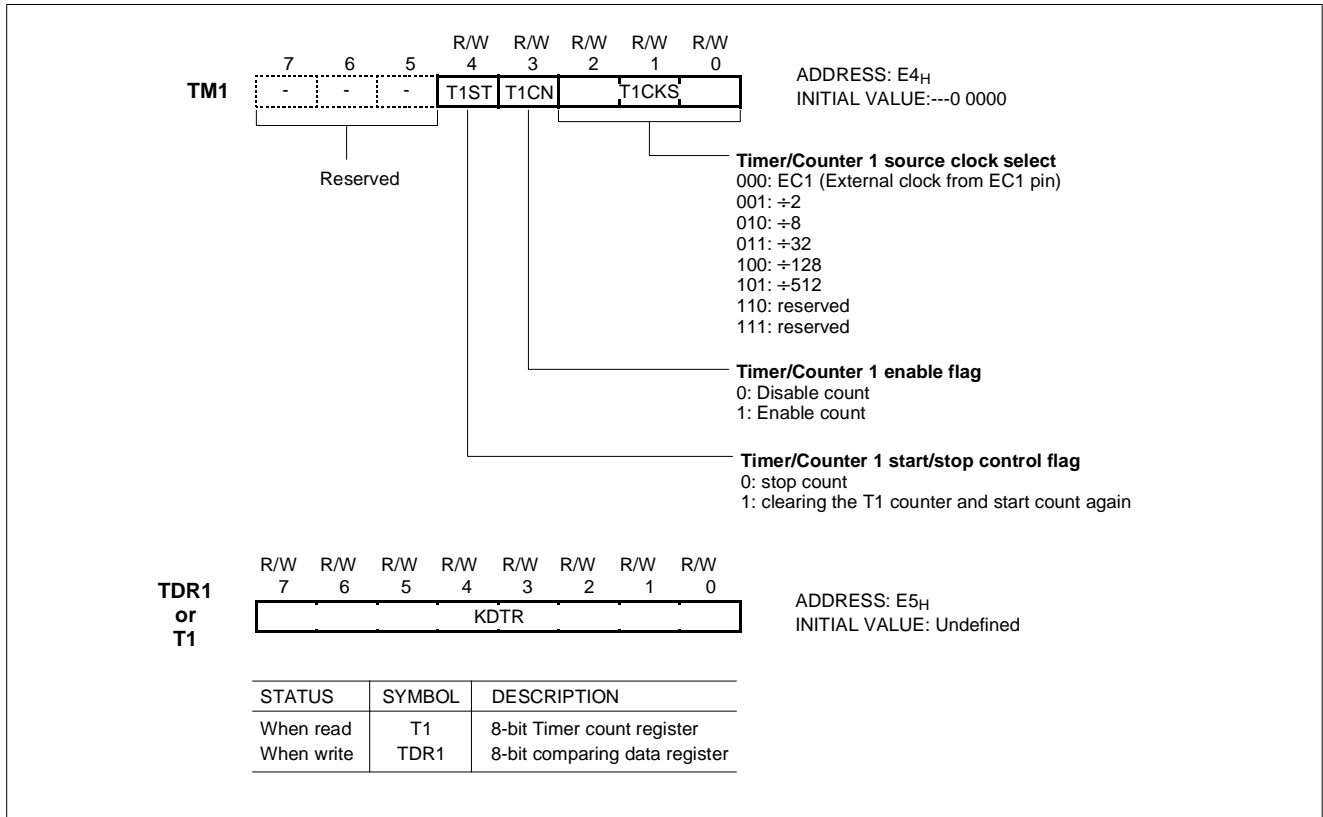 R/W R/W R/W R/W R/W
7 6 5 4 3 2 1 0
TM1 - - - T1ST T1CN T1CKS
ADDRESS: E4H
INITIAL VALUE:---0 0000
Reserved
Timer/Counter 1 source clock select
000: EC1 (External clock from EC1 pin)
001: ÷2
010: ÷8
011: ÷32
100: ÷128
101: ÷512
110: reserved
111: reserved
Timer/Counter 1 enable flag
0: Disable count
1: Enable count
Timer/Counter 1 start/stop control flag
0: stop count
1: clearing the T1 counter and start count again
R/W R/W R/W R/W R/W R/W R/W R/W
7 6 5 4 3 2 1 0
TDR1
or
T1
KDTR
ADDRESS: E5H
INITIAL VALUE: Undefined
STATUS SYMBOL DESCRIPTION
When read T1 8-bit Timer count register
When write TDR1 8-bit comparing data register